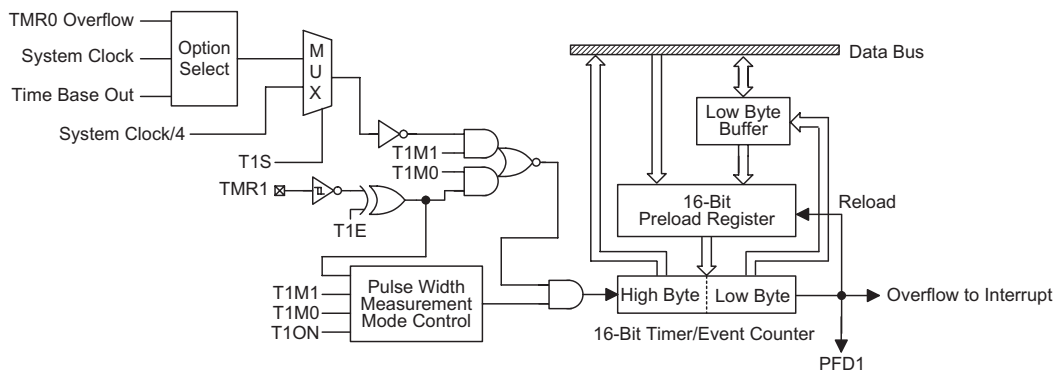 TMR0 Overflow
System Clock
Time Base Out
Option
Select
System Clock/4
M
U
X
T1S
TMR1
T1E
T1M1
T1M0
T1M1
T1M0
T1ON
Pulse Width
Measurement
Mode Control
Data Bus
Low Byte
Buffer
16-Bit
Preload Register
Reload
High Byte
Low Byte
16-Bit Timer/Event Counter
Overflow to Interrupt
PFD1